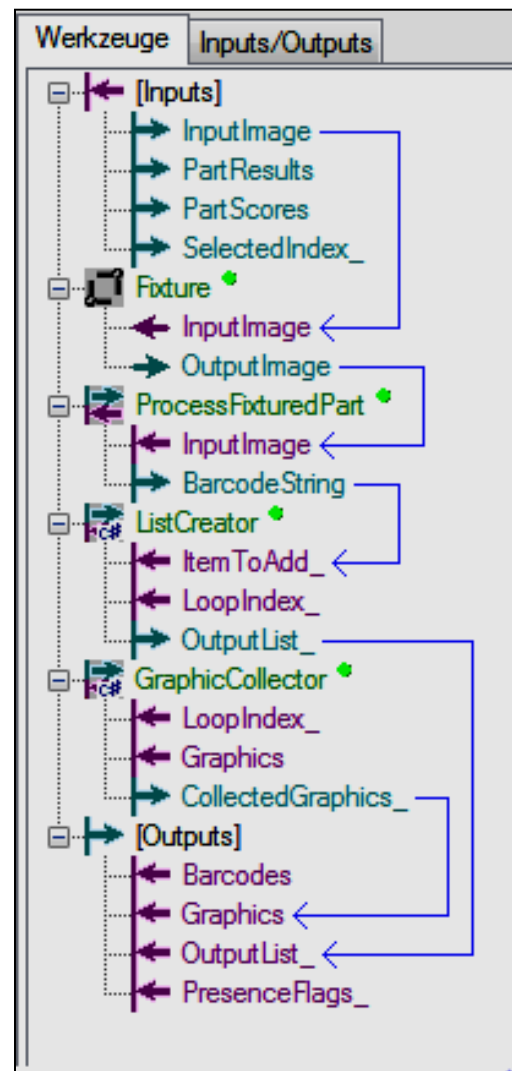 Werkzeuge Inputs/Outputs
[Inputs]
InputImage
PartResults
PartScores
SelectedIndex_
Fixture
InputImage
OutputImage
ProcessFixturedPart
InputImage
BarcodeString
c#
ListCreator
ItemToAdd_
LoopIndex_
OutputList_
c#
GraphicCollector
LoopIndex_
Graphics
CollectedGraphics_
[Outputs]
Barcodes
Graphics
OutputList_
PresenceFlags_